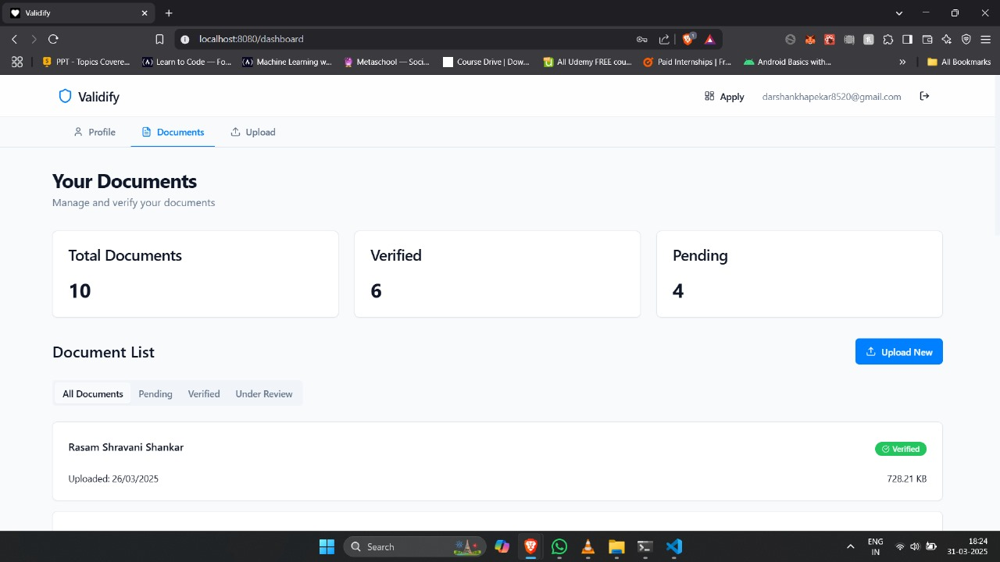 Validify
localhost:8080/dashboard
1
PPT - Topics Covere...
Learn to Code — Fo...
Machine Learning w...
Metaschool — Soci...
Course Drive | Dow...
All Udemy FREE cou...
Paid Internships | Fr...
Android Basics with...
All Bookmarks
Validify
Apply
darshankhapekar8520@gmail.com
Profile
Documents
Upload
Your Documents
Manage and verify your documents
Total Documents
10
Verified
6
Pending
4
Document List
Upload New
All Documents
Pending
Verified
Under Review
Rasam Shravani Shankar
Verified
Uploaded: 26/03/2025
728.21 KB
Search
ENG
IN
18:24
31-03-2025